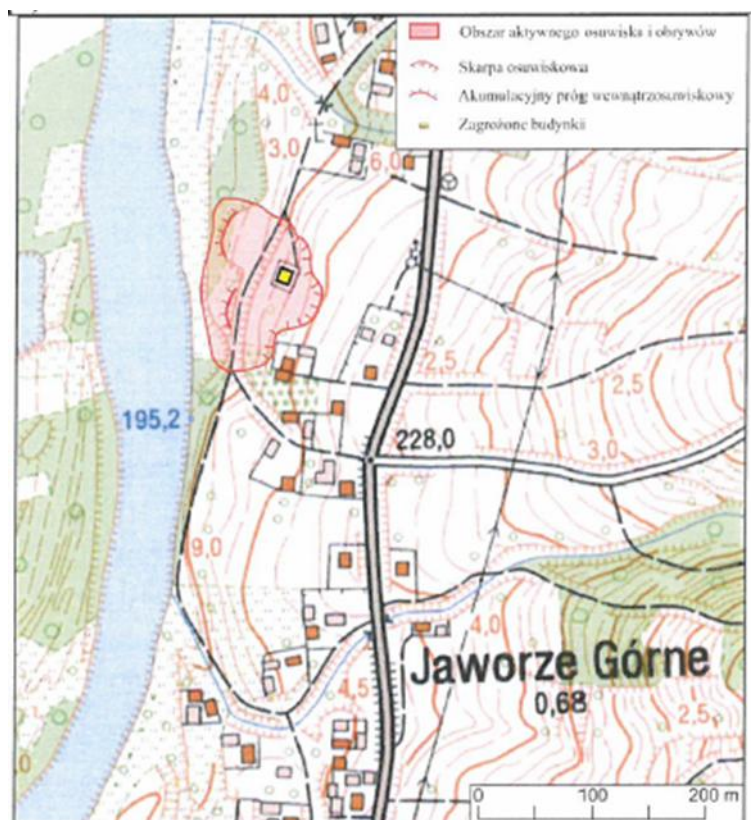 Obszar aktywnego osuwiska i obrywów
Skarpa osuwiskowa
Akumulacyjny próg wewnątrzosuwiskowy
Zagrożone budynki
4,0
3,0
6,0
2,5
2,5
195,2
228,0
3,0
9,0
4,0
Jaworze Górne
0,68
4,5
2,5
,0
0 100 200 m